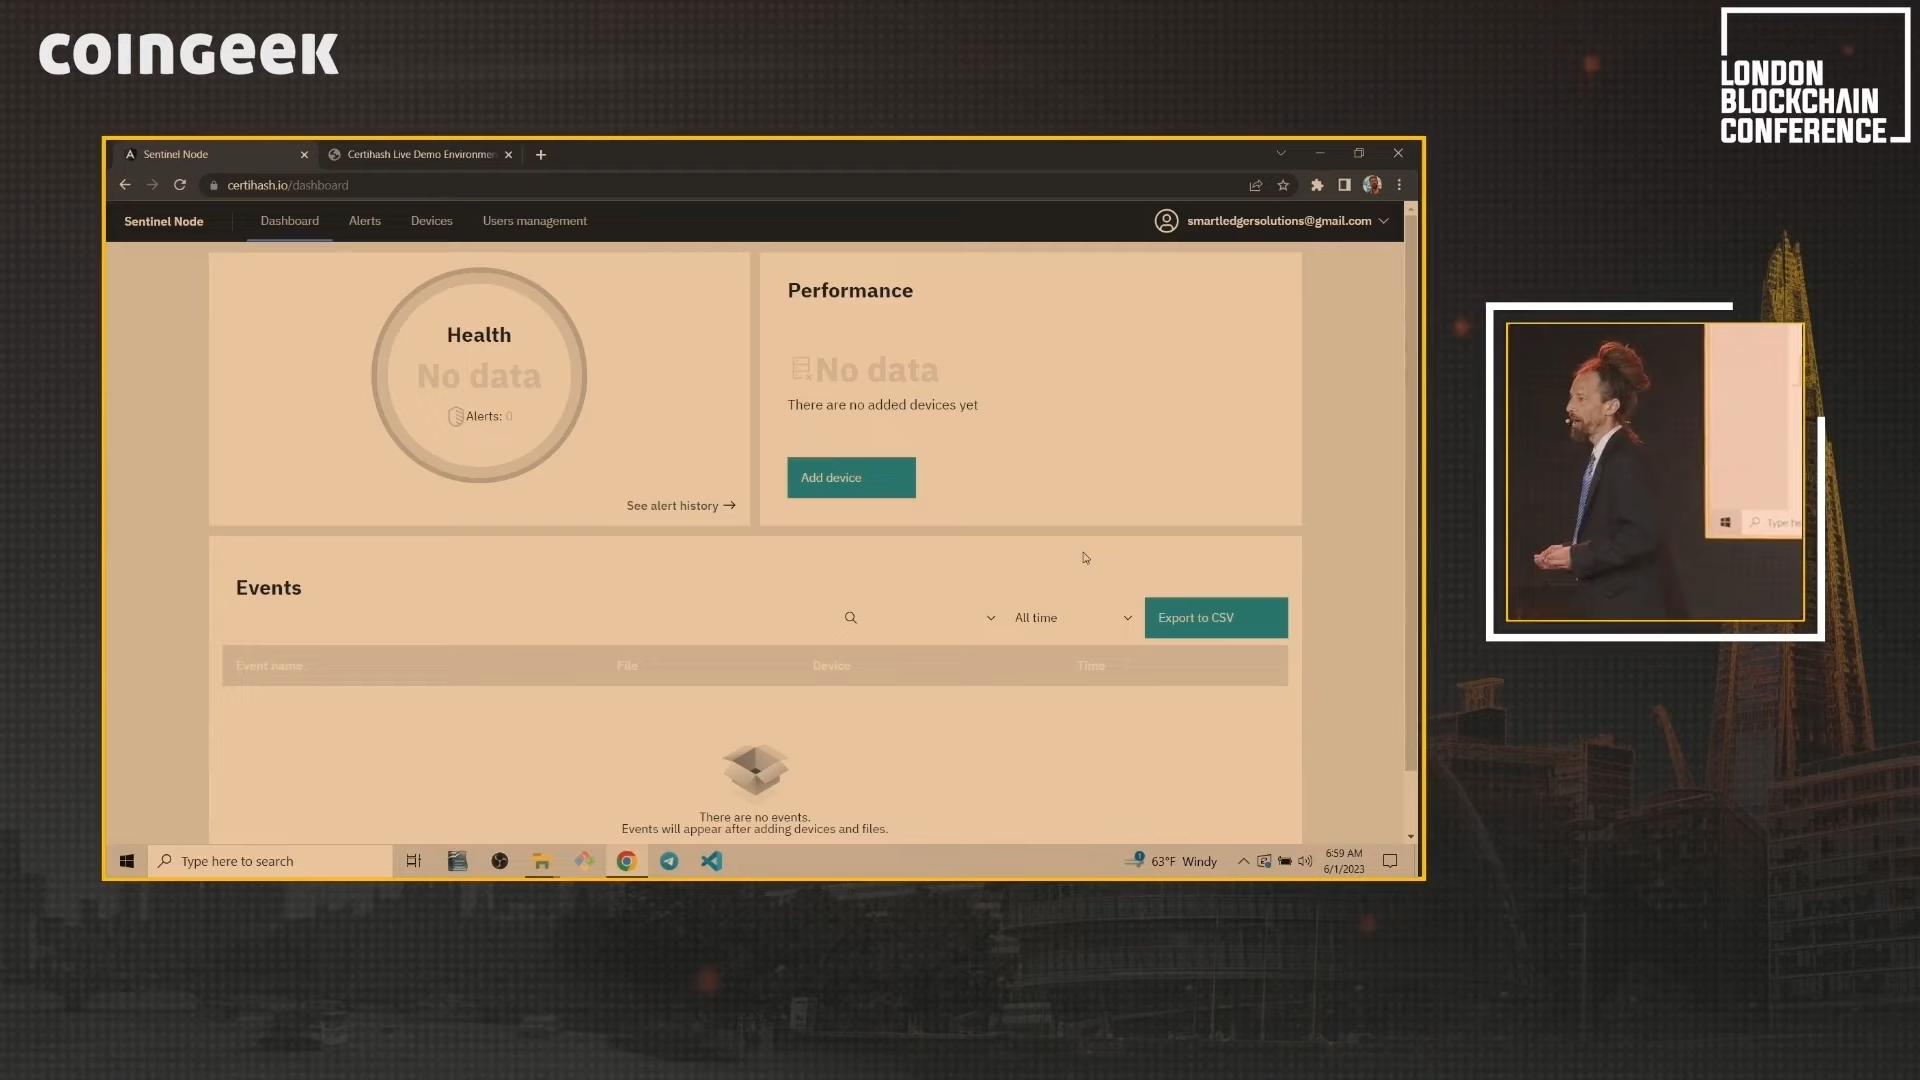 COINGEEK
LONDON
BLOCKCHAIN
CONFERENCE
Sentinel Node
Certihash Live Demo Environmen
certihash.io/dashboard
Sentinel Node
Dashboard
Alerts
Devices
Users management
smartledgersolutions@gmail.com
Health
No data
Alerts: 0
See alert history →
Performance
No data
There are no added devices yet
Add device
Events
All time
Export to CSV
Event name
File
Device
Time
There are no events.
Events will appear after adding devices and files.
Type here to search
63°F Windy
6:59 AM
6/1/2023
Type he